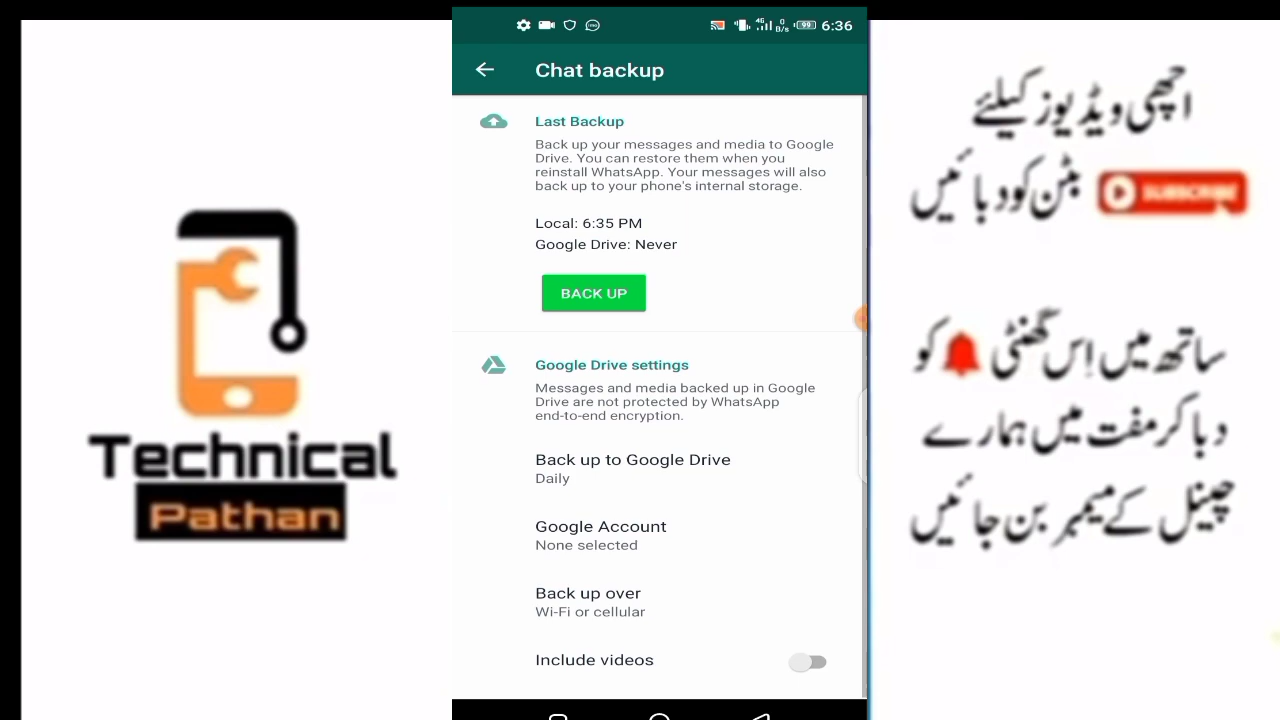 6:36
Chat backup
Last Backup
Back up your messages and media to Google
Drive. You can restore them when you
reinstall WhatsApp. Your messages will also
back up to your phone's internal storage.
Local: 6:35 PM
Google Drive: Never
BACK UP
Google Drive settings
Messages and media backed up in Google
Drive are not protected by WhatsApp
end-to-end encryption.
Back up to Google Drive
Daily
Google Account
None selected
Back up over
Wi-Fi or cellular
Include videos
Technical
Pathan
اچھی ویڈیوز کیلئے
SUBSCRIBE بٹن کو دبائیں
ساتھ میں اِس گھنٹی کو
دبا کر مفت میں ہمارے
چینل کے میمبر بن جائیں